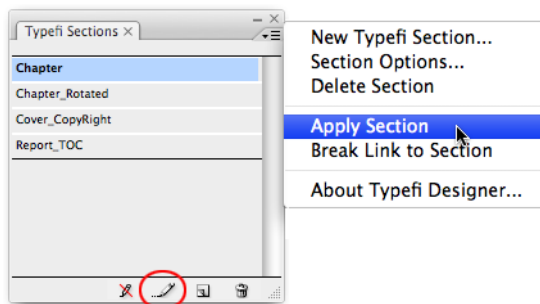 Typefi Sections ×
Chapter
Chapter_Rotated
Cover_CopyRight
Report_TOC
New Typefi Section...
Section Options...
Delete Section
Apply Section
Break Link to Section
About Typefi Designer...